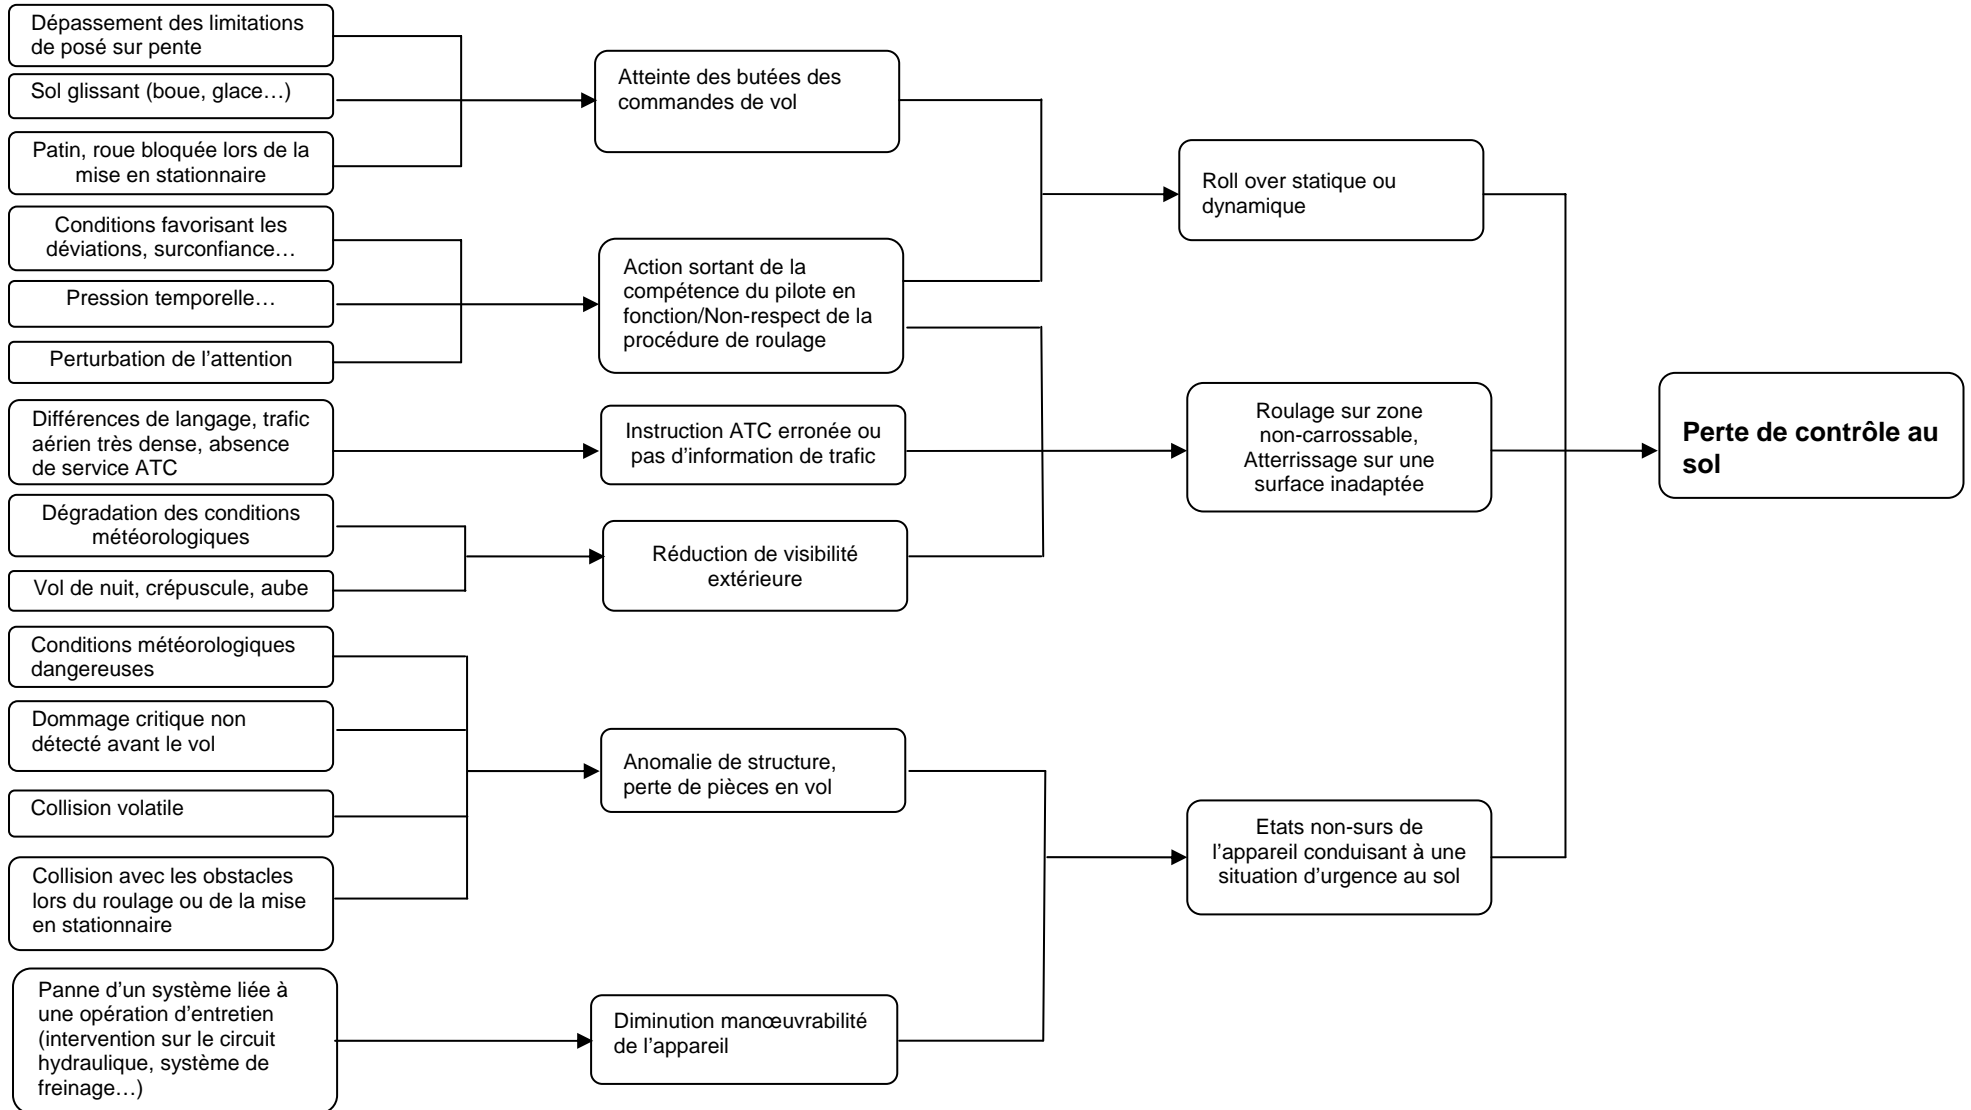 Dépassement des limitations
de posé sur pente
Sol glissant (boue, glace…)
Patin, roue bloquée lors de la
mise en stationnaire
Conditions favorisant les
déviations, surconfiance…
Pression temporelle…
Perturbation de l’attention
Différences de langage, trafic
aérien très dense, absence
de service ATC
Dégradation des conditions
météorologiques
Vol de nuit, crépuscule, aube
Conditions météorologiques
dangereuses
Dommage critique non
détecté avant le vol
Collision volatile
Collision avec les obstacles
lors du roulage ou de la mise
en stationnaire
Panne d’un système liée à
une opération d’entretien
(intervention sur le circuit
hydraulique, système de
freinage…)
Atteinte des butées des
commandes de vol
Action sortant de la
compétence du pilote en
fonction/Non-respect de la
procédure de roulage
Instruction ATC erronée ou
pas d’information de trafic
Réduction de visibilité
extérieure
Anomalie de structure,
perte de pièces en vol
Diminution manœuvrabilité
de l’appareil
Roll over statique ou
dynamique
Roulage sur zone
non-carrossable,
Atterrissage sur une
surface inadaptée
Etats non-surs de
l’appareil conduisant à une
situation d’urgence au sol
Perte de contrôle au
sol